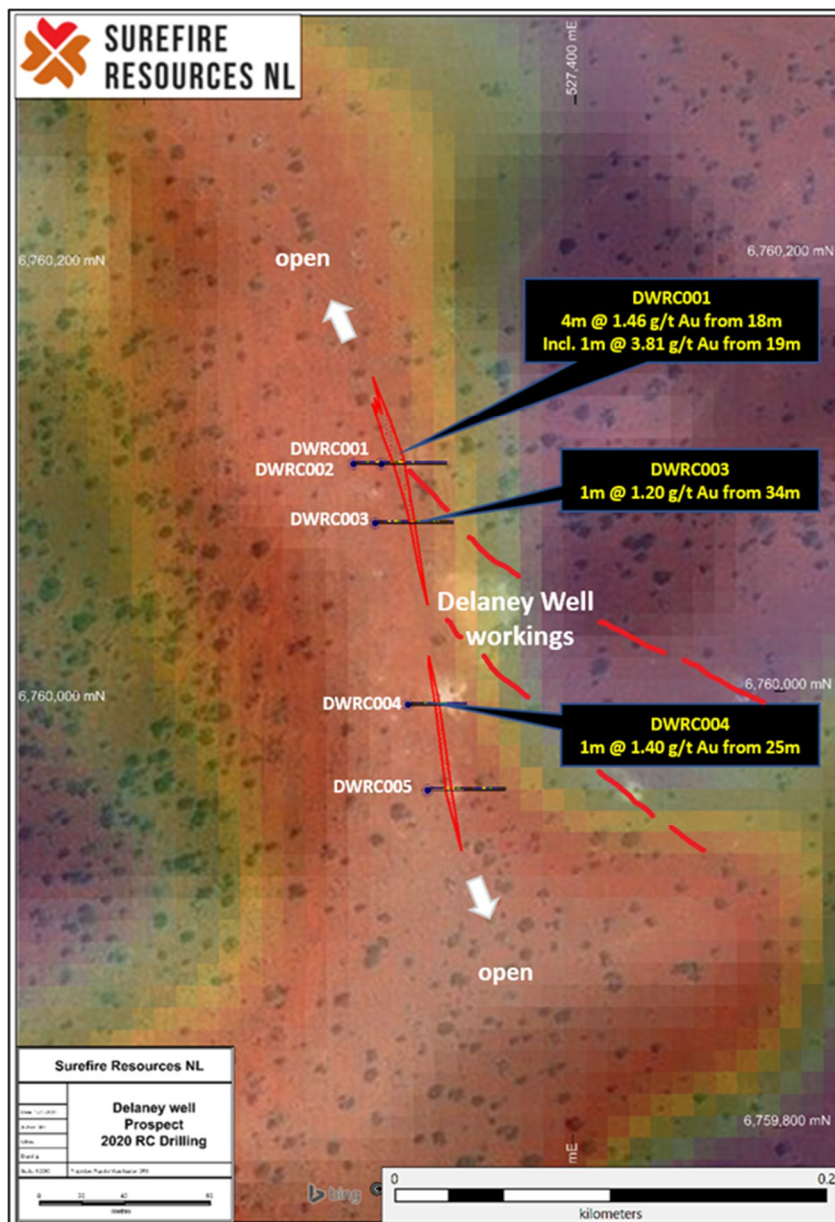 SUREFIRE
RESOURCES NL
527,400 mE
6,760,200 mN
6,760,200 mN
open
DWRC001
4m @ 1.46 g/t Au from 18m
Incl. 1m @ 3.81 g/t Au from 19m
DWRC001
DWRC002
DWRC003
1m @ 1.20 g/t Au from 34m
DWRC003
Delaney Well
workings
6,760,000 mN
6,760,000 mN
DWRC004
DWRC004
1m @ 1.40 g/t Au from 25m
DWRC005
open
Surefire Resources NL
Delaney well
Prospect
2020 RC Drilling
6,759,800 mN
mE
bing
0
0.2
kilometers